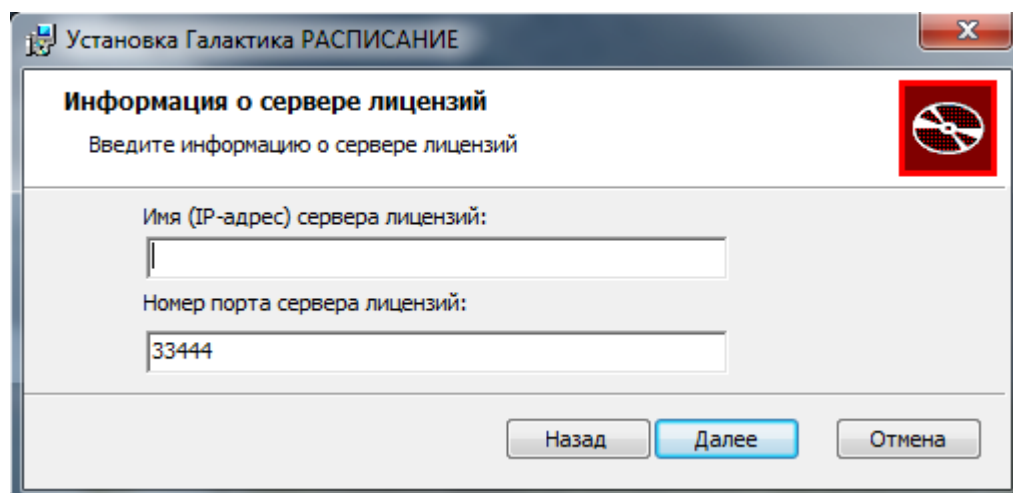 Установка Галактика РАСПИСАНИЕ
Информация о сервере лицензий
Введите информацию о сервере лицензий
Имя (IP-адрес) сервера лицензий:
Номер порта сервера лицензий:
33444
Назад Далее Отмена